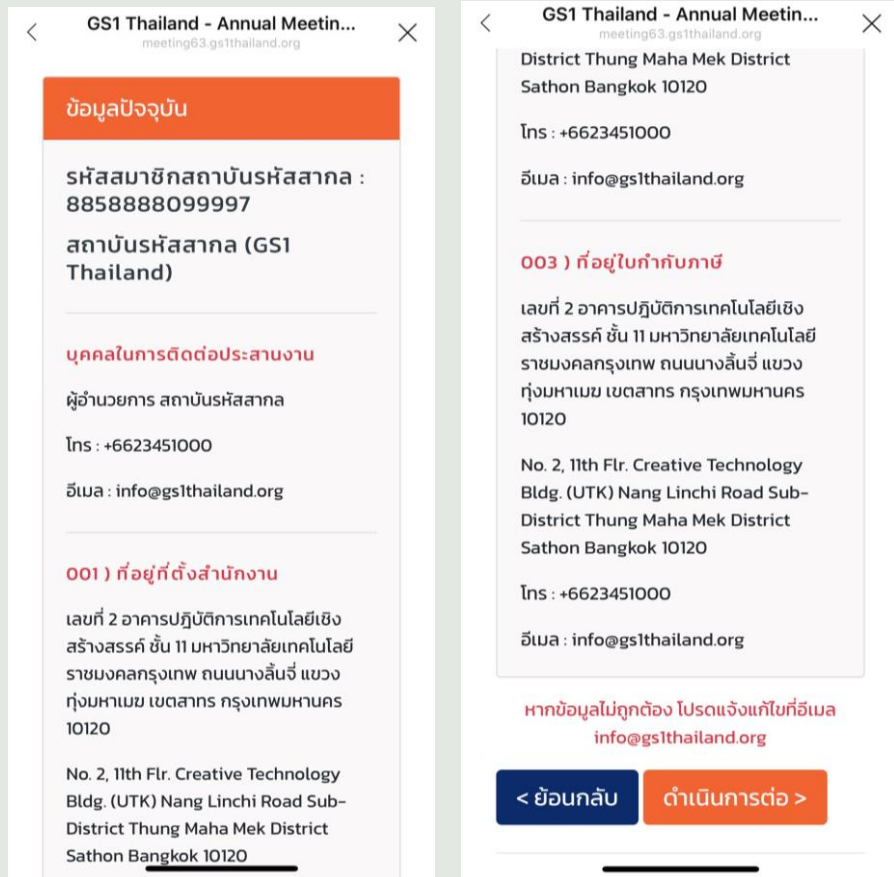 GS1 Thailand - Annual Meetin...
meeting63.gs1thailand.org
ข้อมูลปัจจุบัน
รหัสสมาชิกสถาบันรหัสสากล :
8858888099997
สถาบันรหัสสากล (GS1
Thailand)
บุคคลในการติดต่อประสานงาน
ผู้อำนวยการ สถาบันรหัสสากล
โทร : +6623451000
อีเมล : info@gs1thailand.org
001 ) ที่อยู่ที่ตั้งสำนักงาน
เลขที่ 2 อาคารปฎิบัติการเทคโนโลยีเชิง
สร้างสรรค์ ชั้น 11 มหาวิทยาลัยเทคโนโลยี
ราชมงคลกรุงเทพ ถนนนางลิ้นจี่ แขวง
ทุ่งมหาเมฆ เขตสาทร กรุงเทพมหานคร
10120
No. 2, 11th Flr. Creative Technology
Bldg. (UTK) Nang Linchi Road Sub-
District Thung Maha Mek District
Sathon Bangkok 10120
GS1 Thailand - Annual Meetin...
meeting63.gs1thailand.org
District Thung Maha Mek District
Sathon Bangkok 10120
โทร : +6623451000
อีเมล : info@gs1thailand.org
003 ) ที่อยู่ใบกำกับภาษี
เลขที่ 2 อาคารปฎิบัติการเทคโนโลยีเชิง
สร้างสรรค์ ชั้น 11 มหาวิทยาลัยเทคโนโลยี
ราชมงคลกรุงเทพ ถนนนางลิ้นจี่ แขวง
ทุ่งมหาเมฆ เขตสาทร กรุงเทพมหานคร
10120
No. 2, 11th Flr. Creative Technology
Bldg. (UTK) Nang Linchi Road Sub-
District Thung Maha Mek District
Sathon Bangkok 10120
โทร : +6623451000
อีเมล : info@gs1thailand.org
หากข้อมูลไม่ถูกต้อง โปรดแจ้งแก้ไขที่อีเมล
info@gs1thailand.org
< ย้อนกลับ
ดำเนินการต่อ >